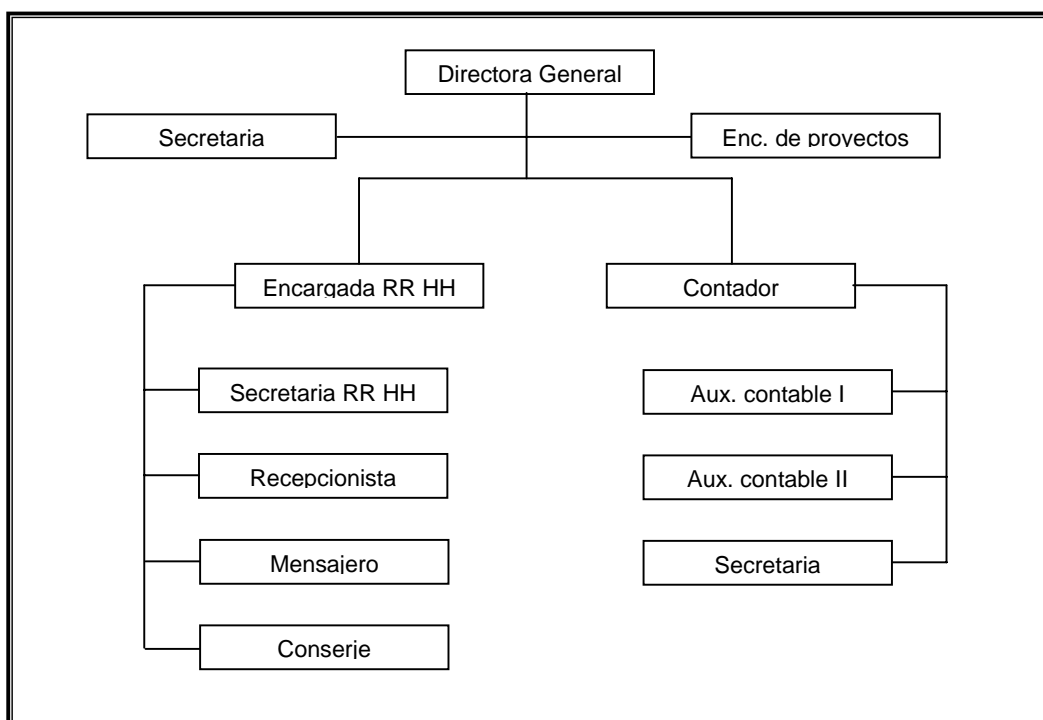 Directora General
Secretaria
Enc. de proyectos
Encargada RR HH
Contador
Secretaria RR HH
Aux. contable I
Recepcionista
Aux. contable II
Mensajero
Secretaria
Conserje